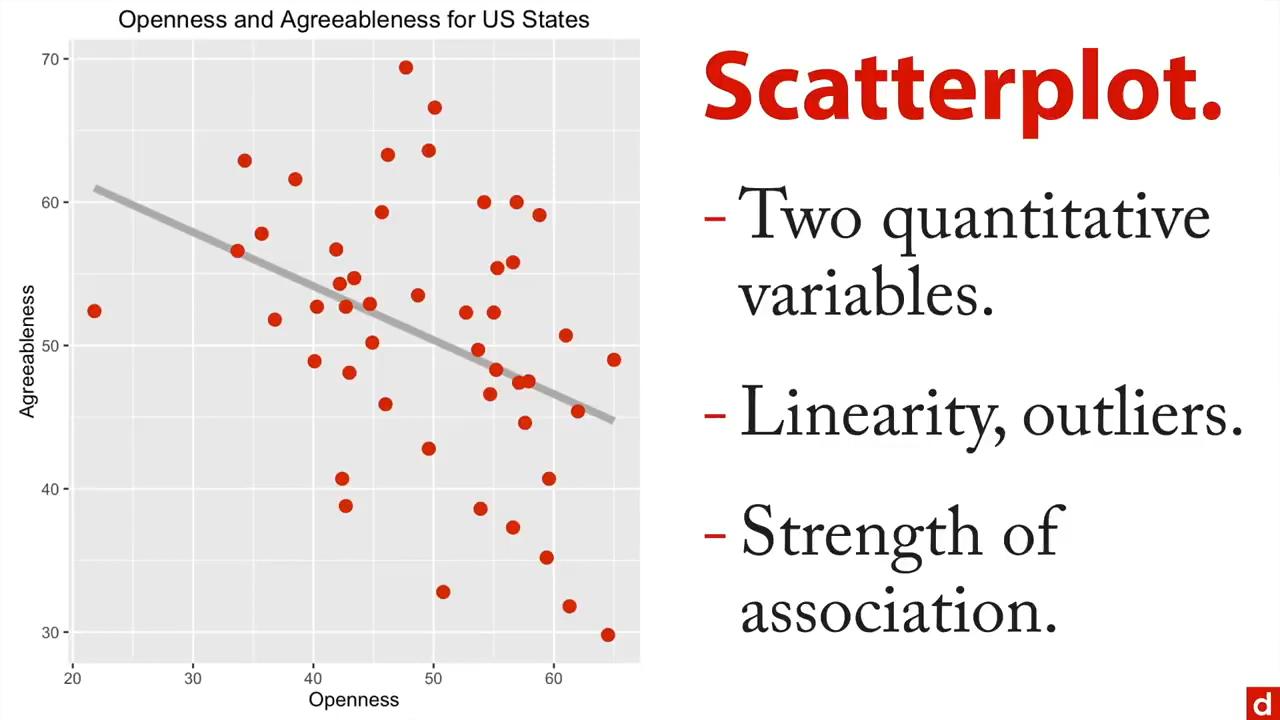 Openness and Agreeableness for US States
70
60
50
40
30
Agreeableness
20
30
40
50
60
Openness
Scatterplot.
- Two quantitative
variables.
- Linearity, outliers.
- Strength of
association.
d